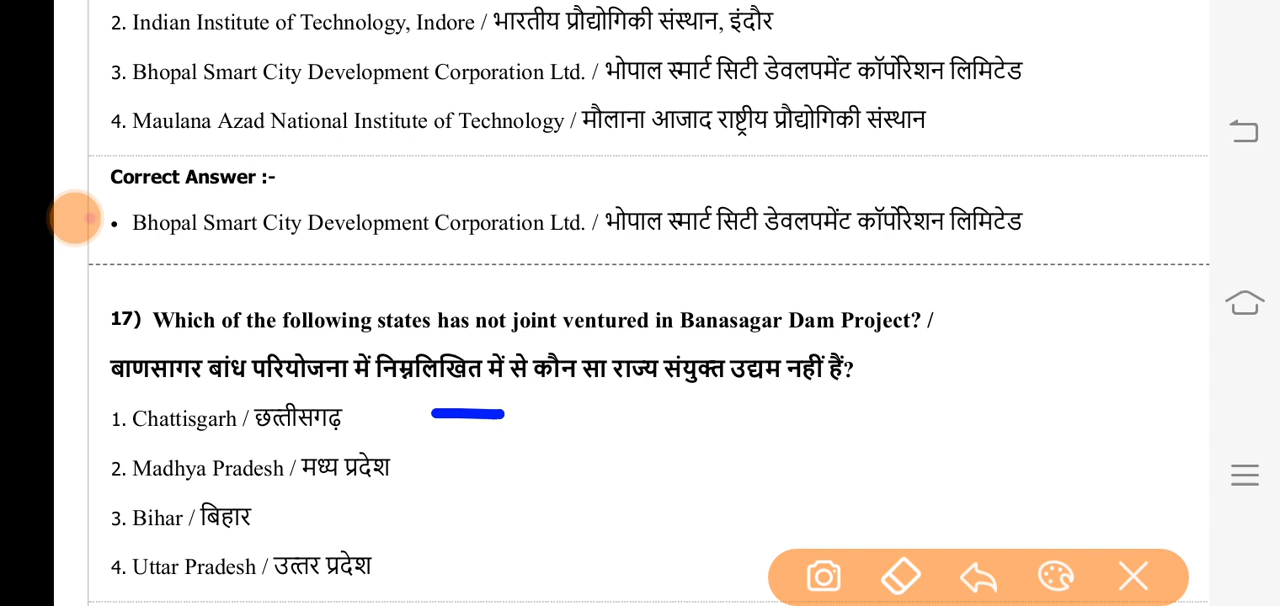 2. Indian Institute of Technology, Indore / भारतीय प्रौद्योगिकी संस्थान, इंदौर
3. Bhopal Smart City Development Corporation Ltd. / भोपाल स्मार्ट सिटी डेवलपमेंट कॉर्पोरेशन लिमिटेड
4. Maulana Azad National Institute of Technology / मौलाना आजाद राष्ट्रीय प्रौद्योगिकी संस्थान
Correct Answer :-
• Bhopal Smart City Development Corporation Ltd. / भोपाल स्मार्ट सिटी डेवलपमेंट कॉर्पोरेशन लिमिटेड
17) Which of the following states has not joint ventured in Banasagar Dam Project? /
बाणसागर बांध परियोजना में निम्नलिखित में से कौन सा राज्य संयुक्त उद्यम नहीं हैं?
1. Chattisgarh / छत्तीसगढ़
2. Madhya Pradesh / मध्य प्रदेश
3. Bihar / बिहार
4. Uttar Pradesh / उत्तर प्रदेश